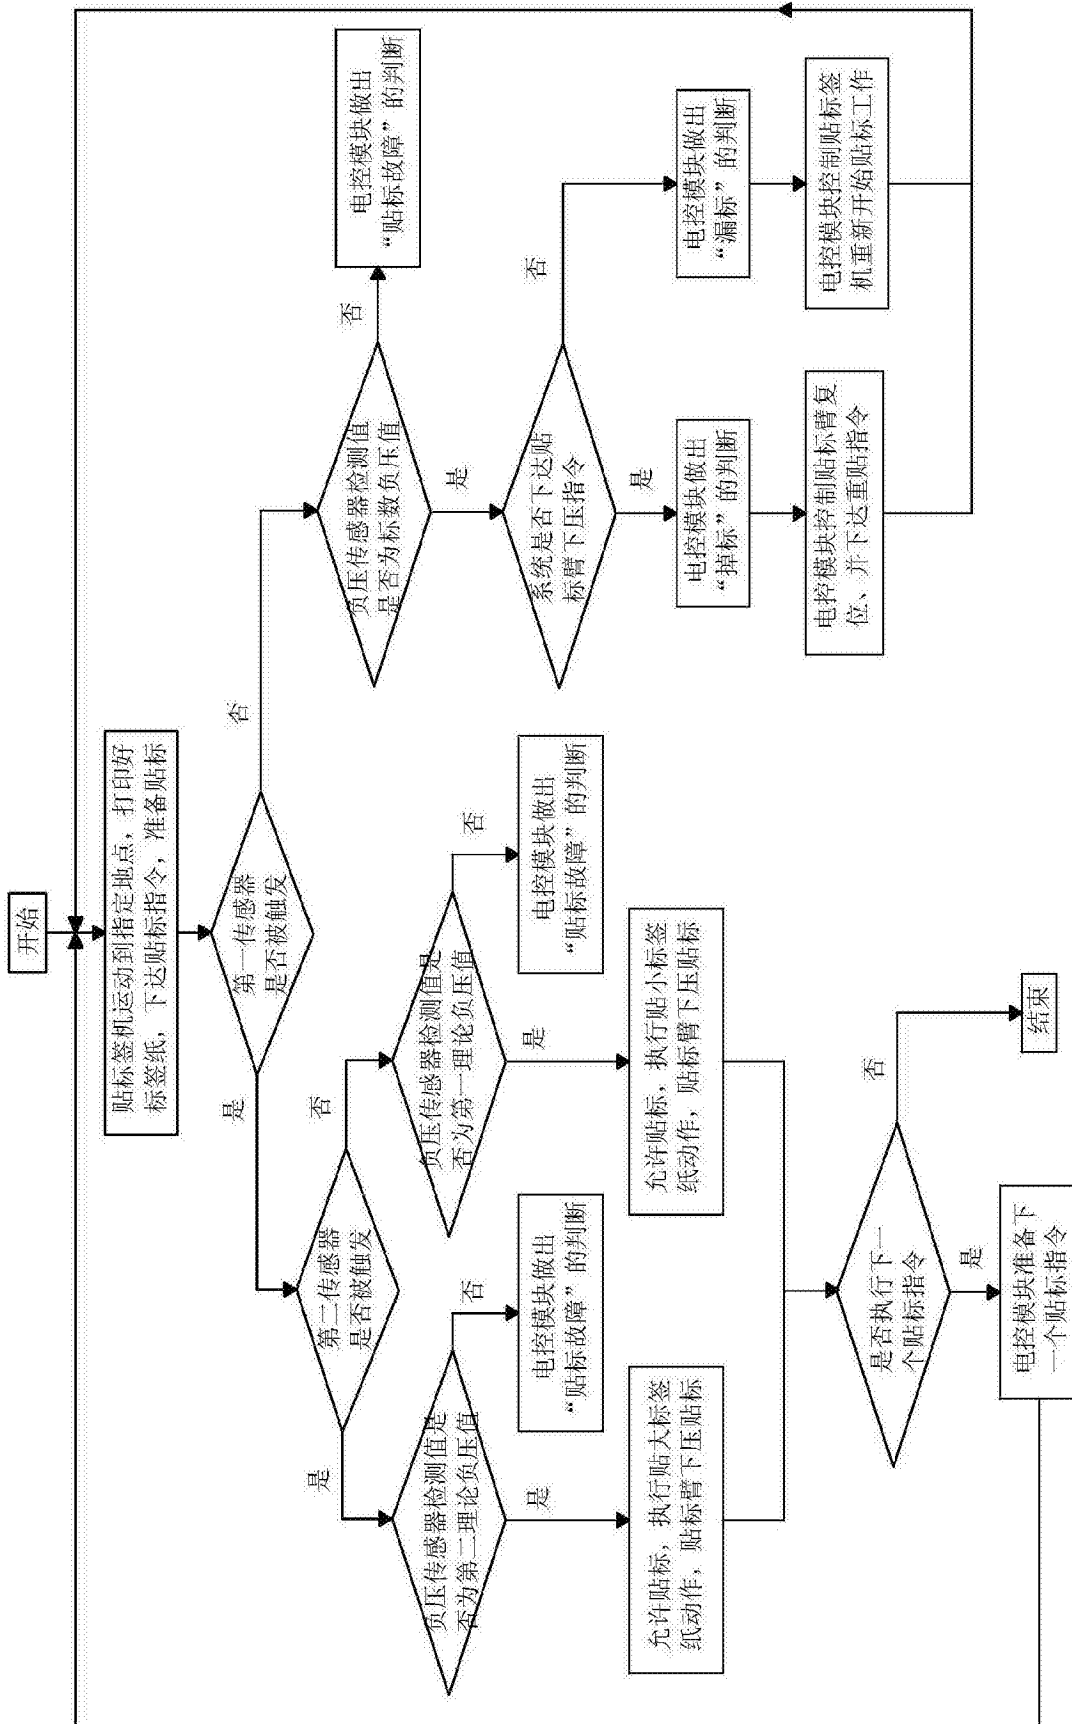 开始
贴标签机运动到指定地点，打印好
标签纸，下达贴标指令，准备贴标
第一传感器
是否被触发
是
否
第二传感器
是否被触发
是
否
负压传感器检测值是
否为第二理论负压值
否
是
电控模块做出
“贴标故障”的判断
负压传感器检测值是
否为第一理论负压值
否
是
电控模块做出
“贴标故障”的判断
允许贴标，执行贴大标签
纸动作，贴标臂下压贴标
允许贴标，执行贴小标签
纸动作，贴标臂下压贴标
是否执行下一
个贴标指令
是
否
电控模块准备下
一个贴标指令
结束
负压传感器检测值
是否为标数负压值
否
是
电控模块做出
“贴标故障”的判断
系统是否下达贴
标臂下压指令
是
否
电控模块做出
“掉标”的判断
电控模块做出
“漏标”的判断
电控模块控制贴标臂复
位、并下达重贴指令
电控模块控制贴标签
机重新开始贴标工作